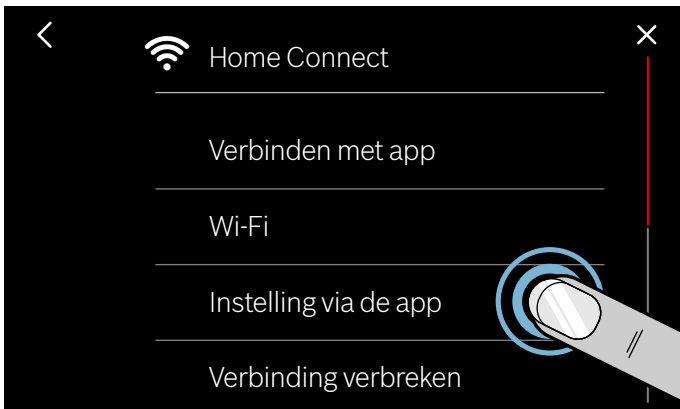 Home Connect
Verbinden met app
Wi-Fi
Instelling via de app
Verbinding verbreken